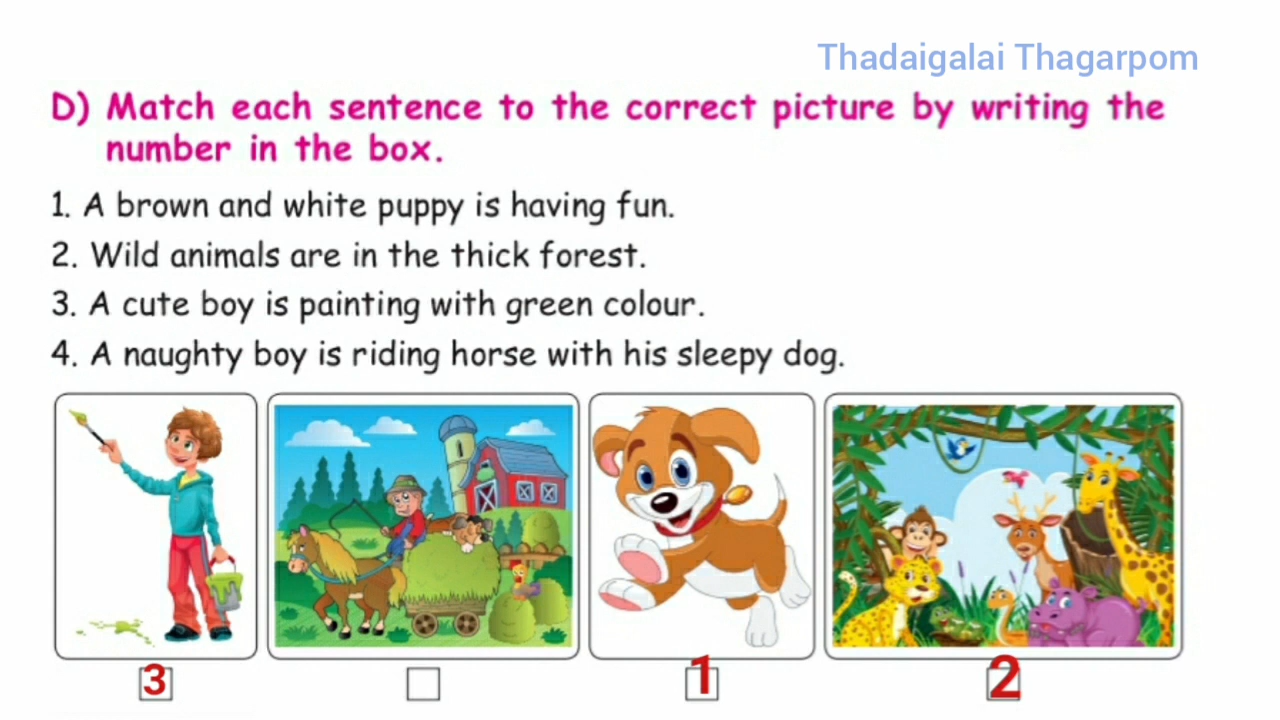 Thadaigalai Thagarpom
D) Match each sentence to the correct picture by writing the
number in the box.
1. A brown and white puppy is having fun.
2. Wild animals are in the thick forest.
3. A cute boy is painting with green colour.
4. A naughty boy is riding horse with his sleepy dog.
3 1 2